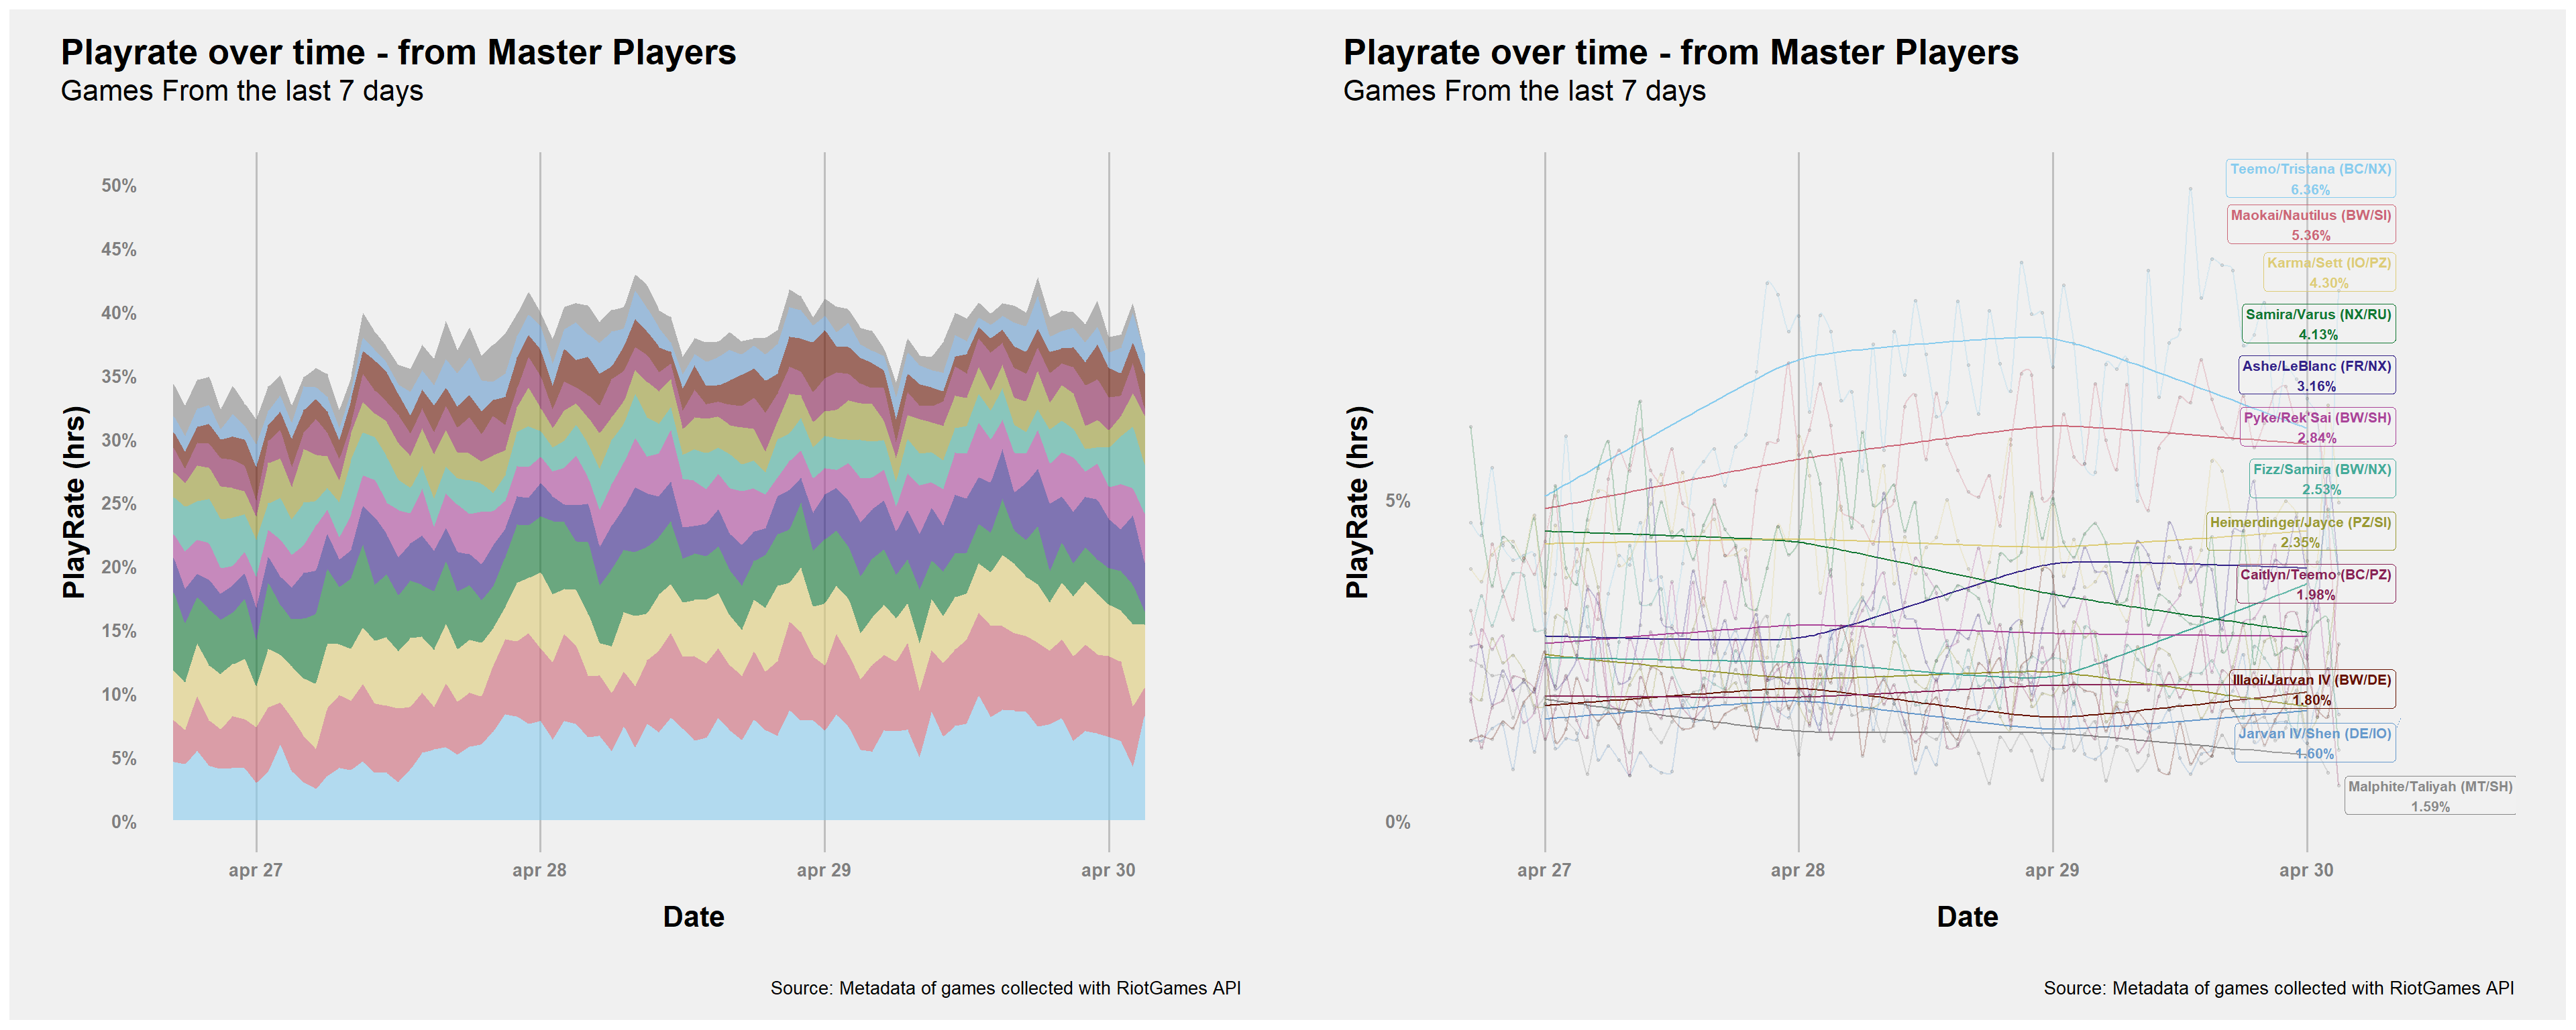 Playrate over time - from Master Players
Games From the last 7 days
50%
45%
40%
35%
30%
25%
20%
15%
10%
5%
0%
PlayRate (hrs)
apr 27
apr 28
apr 29
apr 30
Date
Source: Metadata of games collected with RiotGames API
Playrate over time - from Master Players
Games From the last 7 days
5%
0%
PlayRate (hrs)
Teemo/Tristana (BC/NX)
6.36%
Maokai/Nautilus (BW/SI)
5.36%
Karma/Sett (IO/PZ)
4.30%
Samira/Varus (NX/RU)
4.13%
Ashe/LeBlanc (FR/NX)
3.16%
Pyke/Rek'Sai (BW/SH)
2.84%
Fizz/Samira (BW/NX)
2.53%
Heimerdinger/Jayce (PZ/SI)
2.35%
Caitlyn/Teemo (BC/PZ)
1.98%
Illaoi/Jarvan IV (BW/DE)
1.80%
Jarvan IV/Shen (DE/IO)
1.60%
Malphite/Taliyah (MT/SH)
1.59%
apr 27
apr 28
apr 29
apr 30
Date
Source: Metadata of games collected with RiotGames API